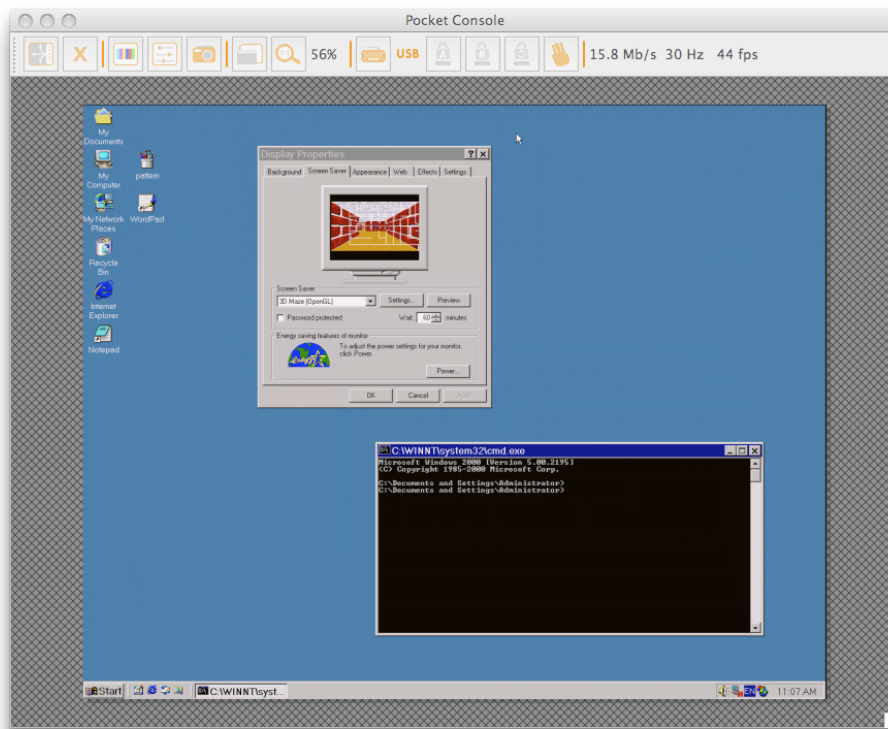 Pocket Console
56%
USB
15.8 Mb/s 30 Hz 44 fps
My
Documents
My
Computer
pattern
My Network
Places
WordPad
Recycle
Bin
Internet
Explorer
Notepad
Display Properties
Background Screen Saver Appearance Web Effects Settings
Screen Saver
3D Maze (OpenGL)
Settings...
Preview
Password protected
Wait: 60 minutes
Energy saving features of monitor
To adjust the power settings for your monitor,
click Power.
Power...
OK
Cancel
Apply
C:\WINNT\system32\cmd.exe
Microsoft Windows 2000 [Version 5.00.2195]
(C) Copyright 1985-2000 Microsoft Corp.
C:\Documents and Settings\Administrator>
C:\Documents and Settings\Administrator>
Start
C:\WINNT\syst...
EN
11:07 AM